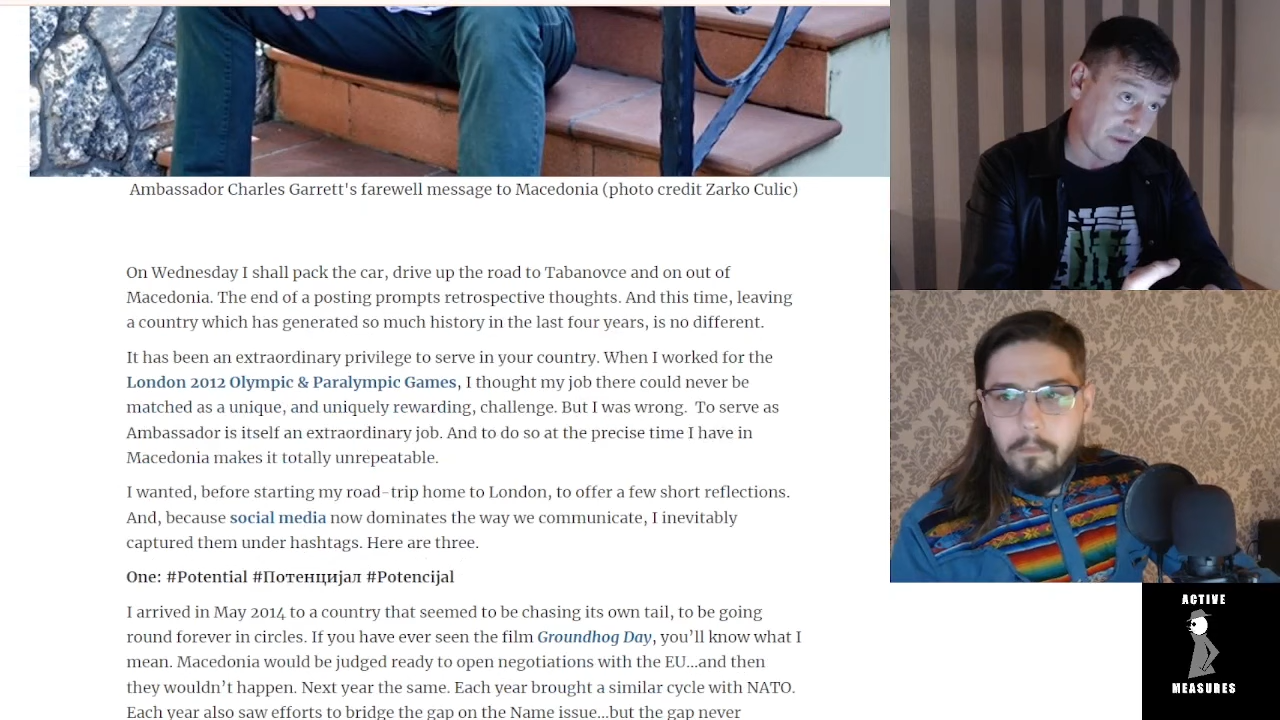 Ambassador Charles Garrett's farewell message to Macedonia (photo credit Zarko Culic)
On Wednesday I shall pack the car, drive up the road to Tabanovce and on out of
Macedonia. The end of a posting prompts retrospective thoughts. And this time, leaving
a country which has generated so much history in the last four years, is no different.
It has been an extraordinary privilege to serve in your country. When I worked for the
London 2012 Olympic & Paralympic Games, I thought my job there could never be
matched as a unique, and uniquely rewarding, challenge. But I was wrong.  To serve as
Ambassador is itself an extraordinary job. And to do so at the precise time I have in
Macedonia makes it totally unrepeatable.
I wanted, before starting my road-trip home to London, to offer a few short reflections.
And, because social media now dominates the way we communicate, I inevitably
captured them under hashtags. Here are three.
One: #Potential #Потенцијал #Potencijal
I arrived in May 2014 to a country that seemed to be chasing its own tail, to be going
round forever in circles. If you have ever seen the film Groundhog Day, you’ll know what I
mean. Macedonia would be judged ready to open negotiations with the EU…and then
they wouldn’t happen. Next year the same. Each year brought a similar cycle with NATO.
Each year also saw efforts to bridge the gap on the Name issue…but the gap never
ACTIVE
MEASURES